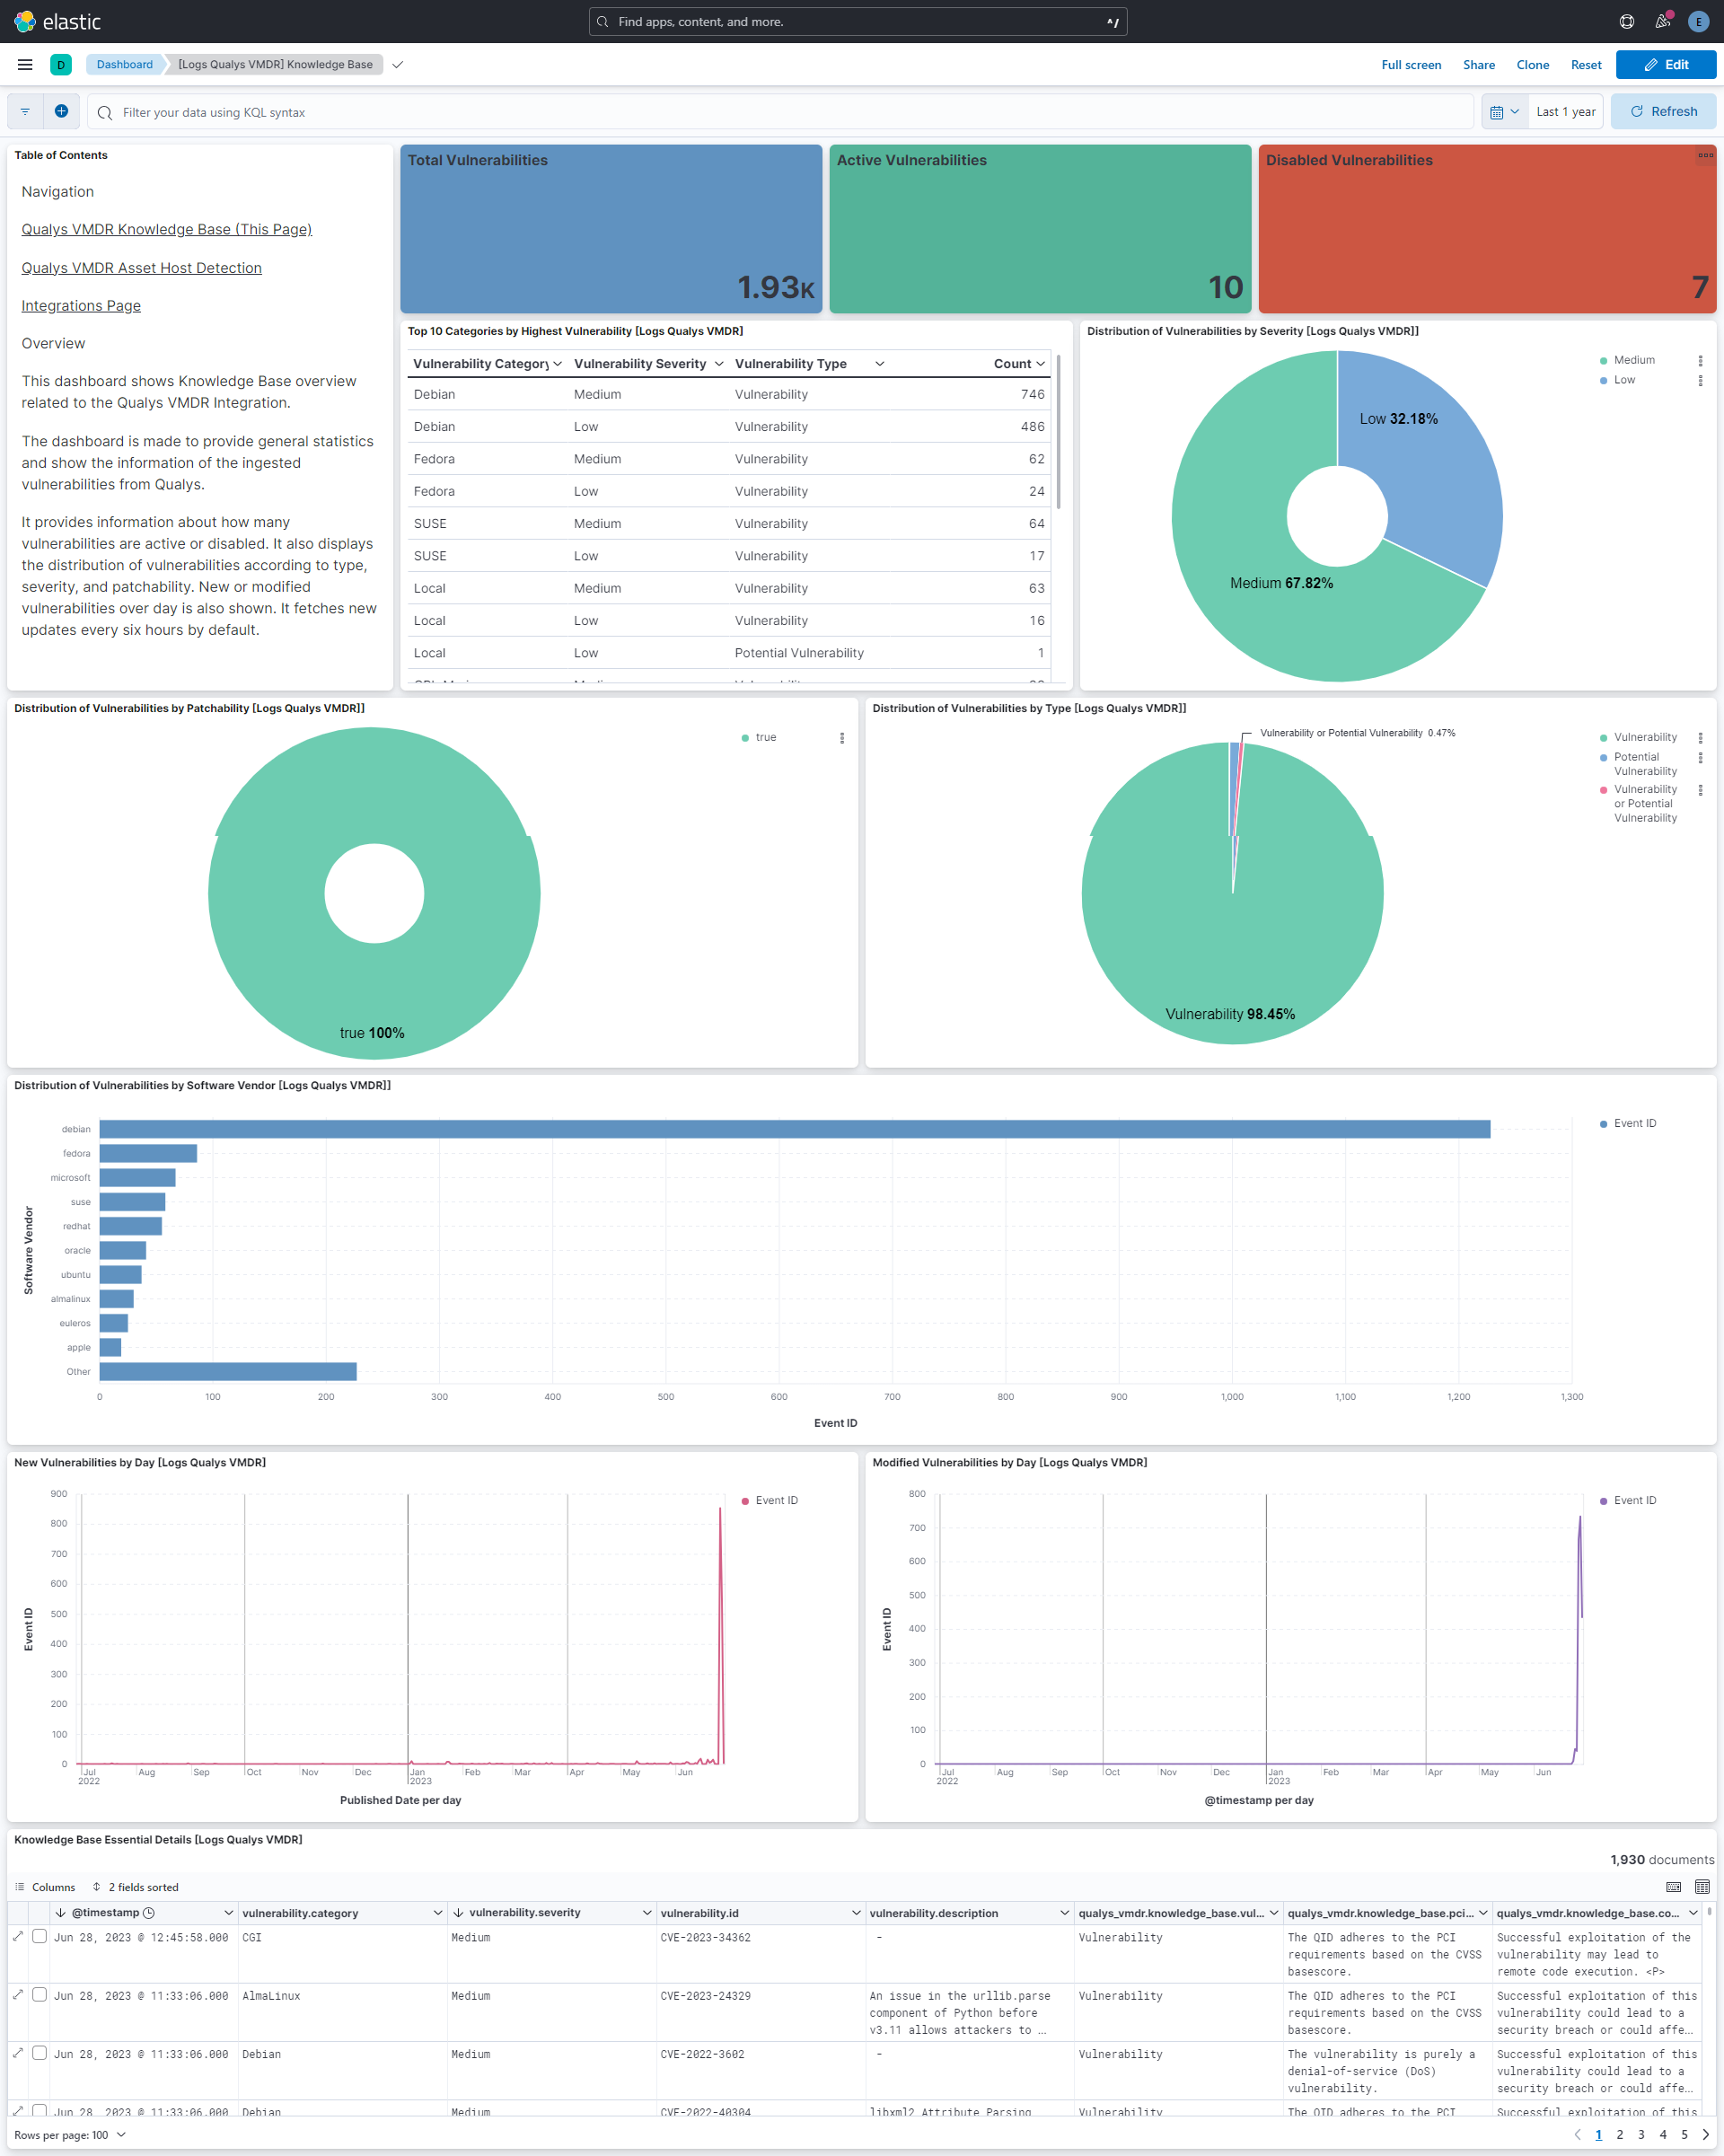 elastic
Find apps, content, and more.
^/
E
D
Dashboard
[Logs Qualys VMDR] Knowledge Base
Full screen
Share
Clone
Reset
Edit
Filter your data using KQL syntax
Last 1 year
Refresh
Table of Contents
Navigation
Qualys VMDR Knowledge Base (This Page)
Qualys VMDR Asset Host Detection
Integrations Page
Overview
This dashboard shows Knowledge Base overview
related to the Qualys VMDR Integration.
The dashboard is made to provide general statistics
and show the information of the ingested
vulnerabilities from Qualys.
It provides information about how many
vulnerabilities are active or disabled. It also displays
the distribution of vulnerabilities according to type,
severity, and patchability. New or modified
vulnerabilities over day is also shown. It fetches new
updates every six hours by default.
Total Vulnerabilities
1.93K
Active Vulnerabilities
10
Disabled Vulnerabilities
7
Top 10 Categories by Highest Vulnerability [Logs Qualys VMDR]
Vulnerability Category Vulnerability Severity Vulnerability Type Count
Debian Medium Vulnerability 746
Debian Low Vulnerability 486
Fedora Medium Vulnerability 62
Fedora Low Vulnerability 24
SUSE Medium Vulnerability 64
SUSE Low Vulnerability 17
Local Medium Vulnerability 63
Local Low Vulnerability 16
Local Low Potential Vulnerability 1
Distribution of Vulnerabilities by Severity [Logs Qualys VMDR]]
Low 32.18%
Medium 67.82%
Medium
Low
Distribution of Vulnerabilities by Patchability [Logs Qualys VMDR]]
true
true 100%
Distribution of Vulnerabilities by Type [Logs Qualys VMDR]]
Vulnerability or Potential Vulnerability 0.47%
Vulnerability 98.45%
Vulnerability
Potential
Vulnerability
Vulnerability
or Potential
Vulnerability
Distribution of Vulnerabilities by Software Vendor [Logs Qualys VMDR]]
Software Vendor
debian
fedora
microsoft
suse
redhat
oracle
ubuntu
almalinux
euleros
apple
Other
0 100 200 300 400 500 600 700 800 900 1,000 1,100 1,200 1,300
Event ID
Event ID
New Vulnerabilities by Day [Logs Qualys VMDR]
Event ID
900
800
700
600
500
400
300
200
100
0
Jul Aug Sep Oct Nov Dec Jan Feb Mar Apr May Jun
2022 2023
Published Date per day
Event ID
Modified Vulnerabilities by Day [Logs Qualys VMDR]
Event ID
800
700
600
500
400
300
200
100
0
Jul Aug Sep Oct Nov Dec Jan Feb Mar Apr May Jun
2022 2023
@timestamp per day
Event ID
Knowledge Base Essential Details [Logs Qualys VMDR]
1,930 documents
Columns 2 fields sorted
@timestamp vulnerability.category vulnerability.severity vulnerability.id vulnerability.description qualys_vmdr.knowledge_base.vul... qualys_vmdr.knowledge_base.pci... qualys_vmdr.knowledge_base.co...
Jun 28, 2023 @ 12:45:58.000 CGI Medium CVE-2023-34362 - Vulnerability The QID adheres to the PCI Successful exploitation of the
requirements based on the CVSS vulnerability may lead to
basescore. remote code execution. <P>
Jun 28, 2023 @ 11:33:06.000 AlmaLinux Medium CVE-2023-24329 An issue in the urllib.parse Vulnerability The QID adheres to the PCI Successful exploitation of this
component of Python before requirements based on the CVSS vulnerability could lead to a
v3.11 allows attackers to ... basescore. security breach or could affe...
Jun 28, 2023 @ 11:33:06.000 Debian Medium CVE-2022-3602 - Vulnerability The vulnerability is purely a Successful exploitation of this
denial-of-service (DoS) vulnerability could lead to a
vulnerability. security breach or could affe...
Jun 28, 2023 @ 11:33:06.000 Debian Medium CVE-2022-40304 libxml2 Attribute Parsing Vulnerability The QID adheres to the PCI Successful exploitation of this
Rows per page: 100
1 2 3 4 5